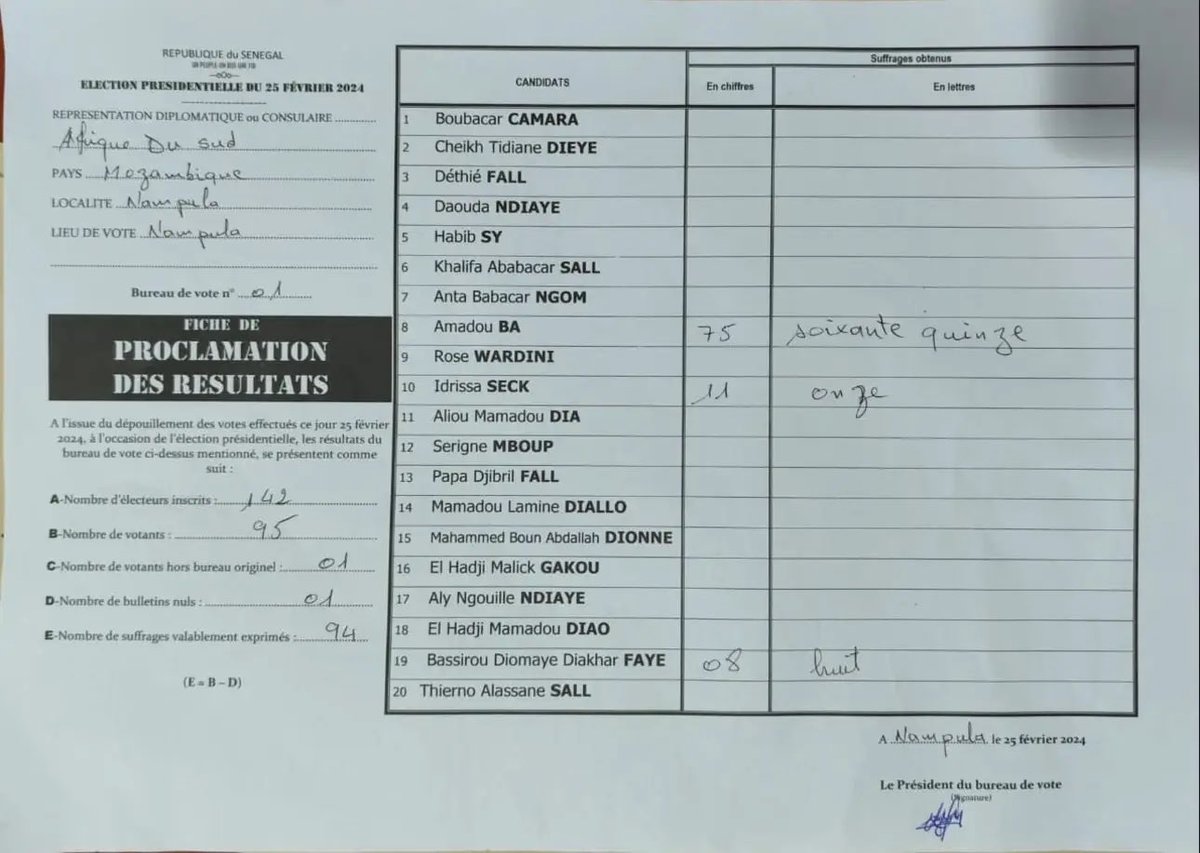 REPUBLIQUE du SENEGAL
ELECTION PRESIDENTIELLE DU 25 FÉVRIER 2024
REPRESENTATION DIPLOMATIQUE ou CONSULAIRE
Afrique Du Sud
PAYS Mozambique
LOCALITE Nampula
LIEU DE VOTE Nampula
Bureau de vote n° 01
FICHE DE
PROCLAMATION
DES RESULTATS
A l'issue du dépouillement des votes effectués ce jour 25 février
2024, à l'occasion de l'élection présidentielle, les résultats du
bureau de vote ci-dessus mentionné, se présentent comme
suit :
A-Nombre d'électeurs inscrits : 142
B-Nombre de votants : 95
C-Nombre de votants hors bureau originel : 01
D-Nombre de bulletins nuls : 01
E-Nombre de suffrages valablement exprimés : 94
(E = B – D)
CANDIDATS Suffrages obtenus
En chiffres En lettres
1 Boubacar CAMARA
2 Cheikh Tidiane DIEYE
3 Déthié FALL
4 Daouda NDIAYE
5 Habib SY
6 Khalifa Ababacar SALL
7 Anta Babacar NGOM
8 Amadou BA 75 soixante quinze
9 Rose WARDINI
10 Idrissa SECK 11 onze
11 Aliou Mamadou DIA
12 Serigne MBOUP
13 Papa Djibril FALL
14 Mamadou Lamine DIALLO
15 Mahammed Boun Abdallah DIONNE
16 El Hadji Malick GAKOU
17 Aly Ngouille NDIAYE
18 El Hadji Mamadou DIAO
19 Bassirou Diomaye Diakhar FAYE 08 huit
20 Thierno Alassane SALL
A Nampula le 25 février 2024
Le Président du bureau de vote
(Signature)